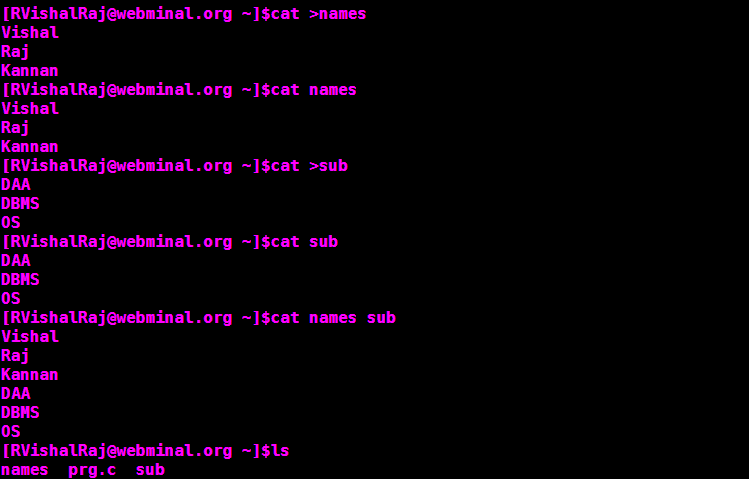 [RVishalRaj@webminal.org ~]$cat >names
Vishal
Raj
Kannan
[RVishalRaj@webminal.org ~]$cat names
Vishal
Raj
Kannan
[RVishalRaj@webminal.org ~]$cat >sub
DAA
DBMS
OS
[RVishalRaj@webminal.org ~]$cat sub
DAA
DBMS
OS
[RVishalRaj@webminal.org ~]$cat names sub
Vishal
Raj
Kannan
DAA
DBMS
OS
[RVishalRaj@webminal.org ~]$ls
names  prg.c  sub